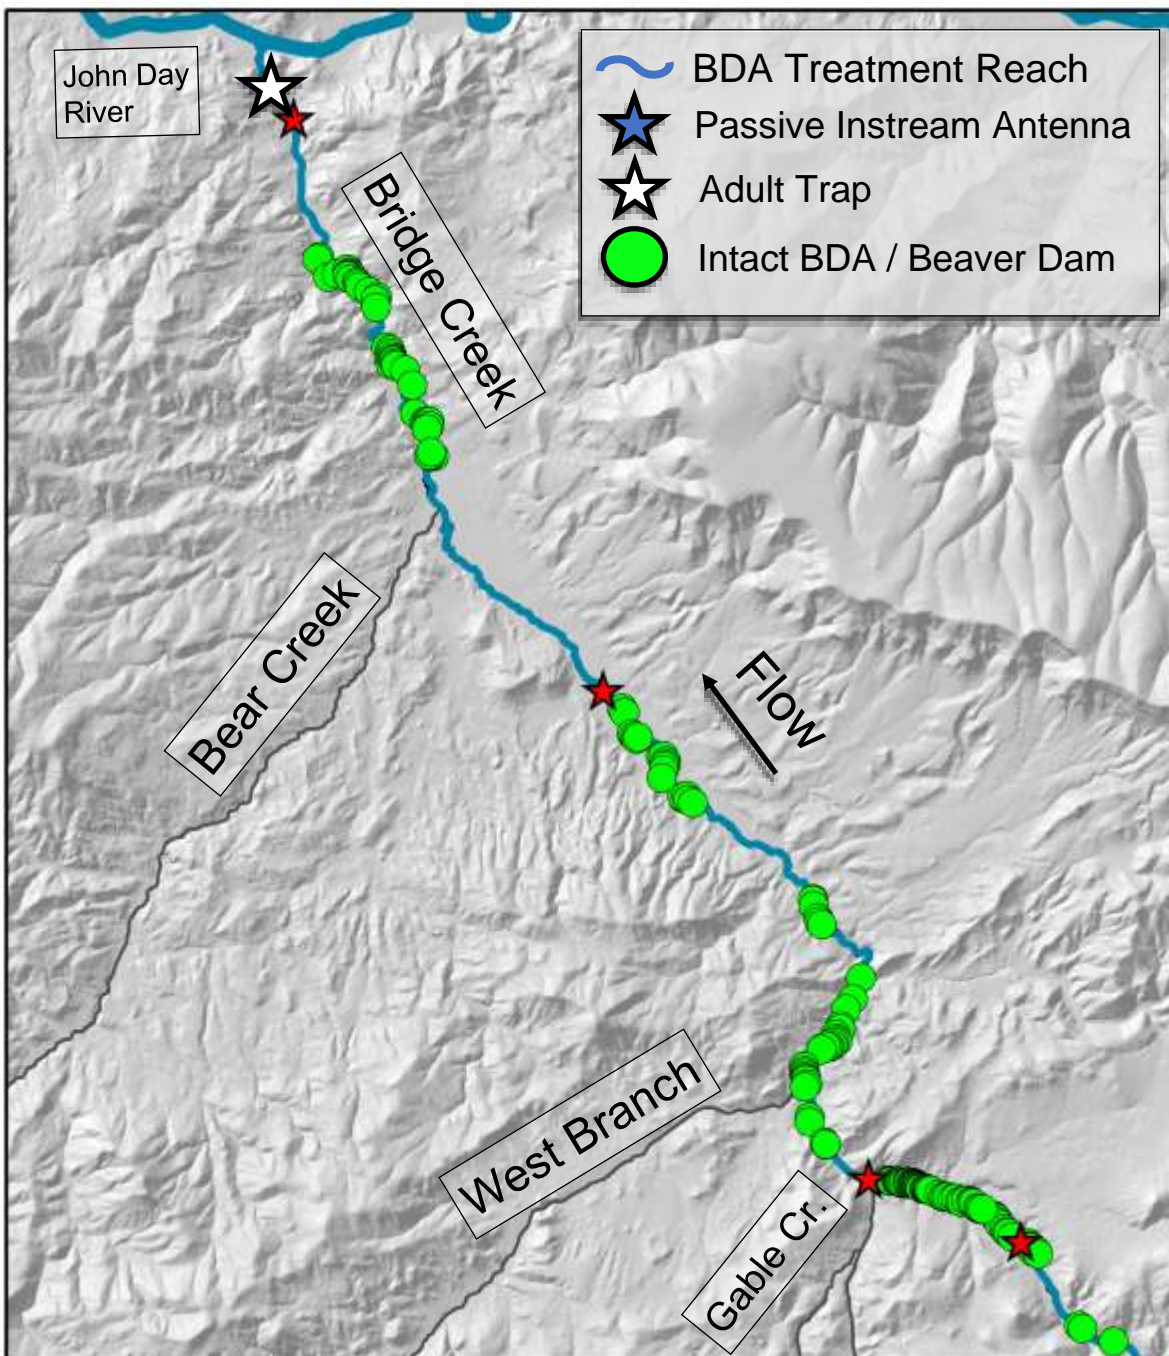 John Day
River
BDA Treatment Reach
Passive Instream Antenna
Adult Trap
Intact BDA / Beaver Dam
Bridge Creek
Bear Creek
Flow
West Branch
Gable Cr.